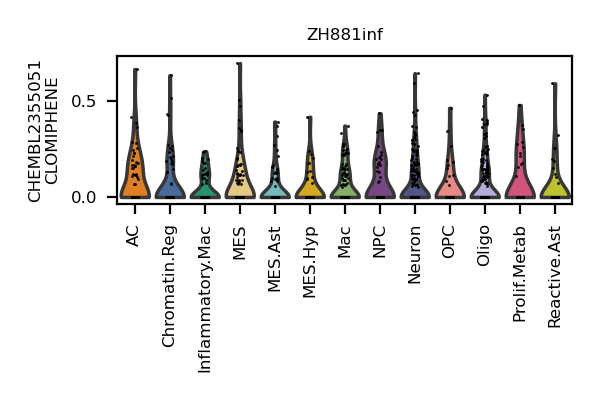 ZH881inf
CHEMBL2355051
CLOMIPHENE
0.5
0.0
AC
Chromatin.Reg
Inflammatory.Mac
MES
MES.Ast
MES.Hyp
Mac
NPC
Neuron
OPC
Oligo
Prolif.Metab
Reactive.Ast